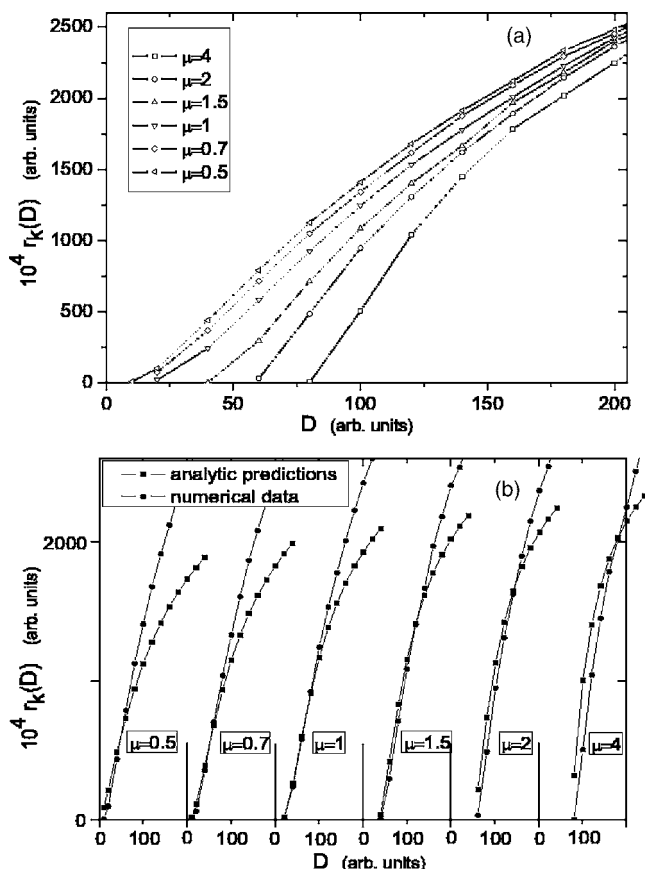 (a)
μ=4
μ=2
μ=1.5
μ=1
μ=0.7
μ=0.5
10⁴ rₖ(D) (arb. units)
2500
2000
1500
1000
500
0
0 50 100 150 200
D (arb. units)
(b)
analytic predictions
numerical data
10⁴ rₖ(D) (arb. units)
2000
0
μ=0.5 μ=0.7 μ=1 μ=1.5 μ=2 μ=4
0 100 0 100 0 100 0 100 0 100 0 100
D (arb. units)